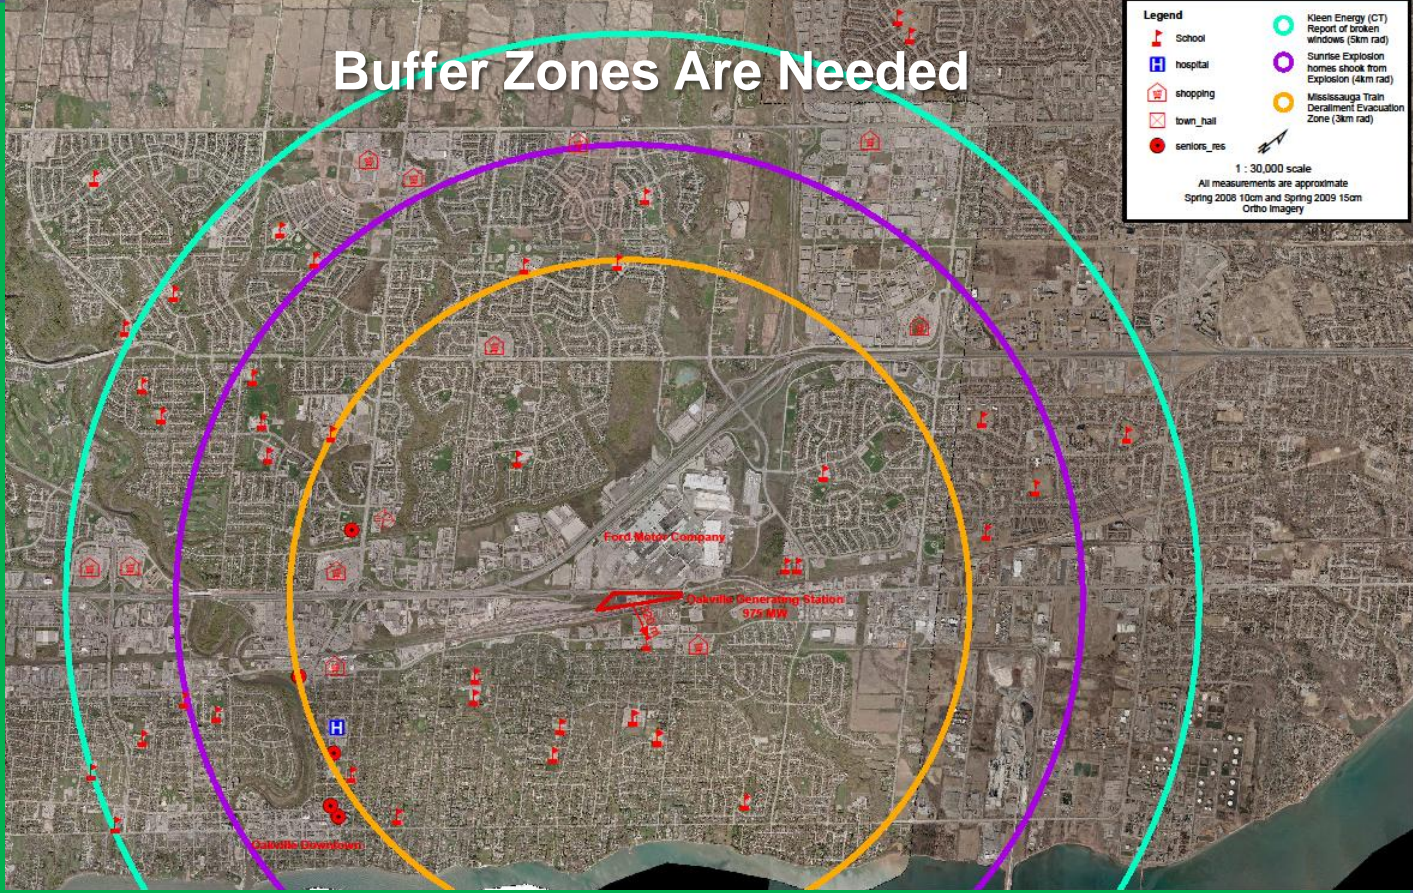 Buffer Zones Are Needed
Legend
School
hospital
shopping
town_hall
seniors_res
Kleen Energy (CT)
Report of broken
windows (5km rad)
Sunrise Explosion
homes shook from
Explosion (4km rad)
Mississauga Train
Derailment Evacuation
Zone (3km rad)
1 : 30,000 scale
All measurements are approximate
Spring 2008 10cm and Spring 2009 15cm
Ortho Imagery
H
Ford Motor Company
Oakville Generating Station
975 MW
H
Oakville Downtown